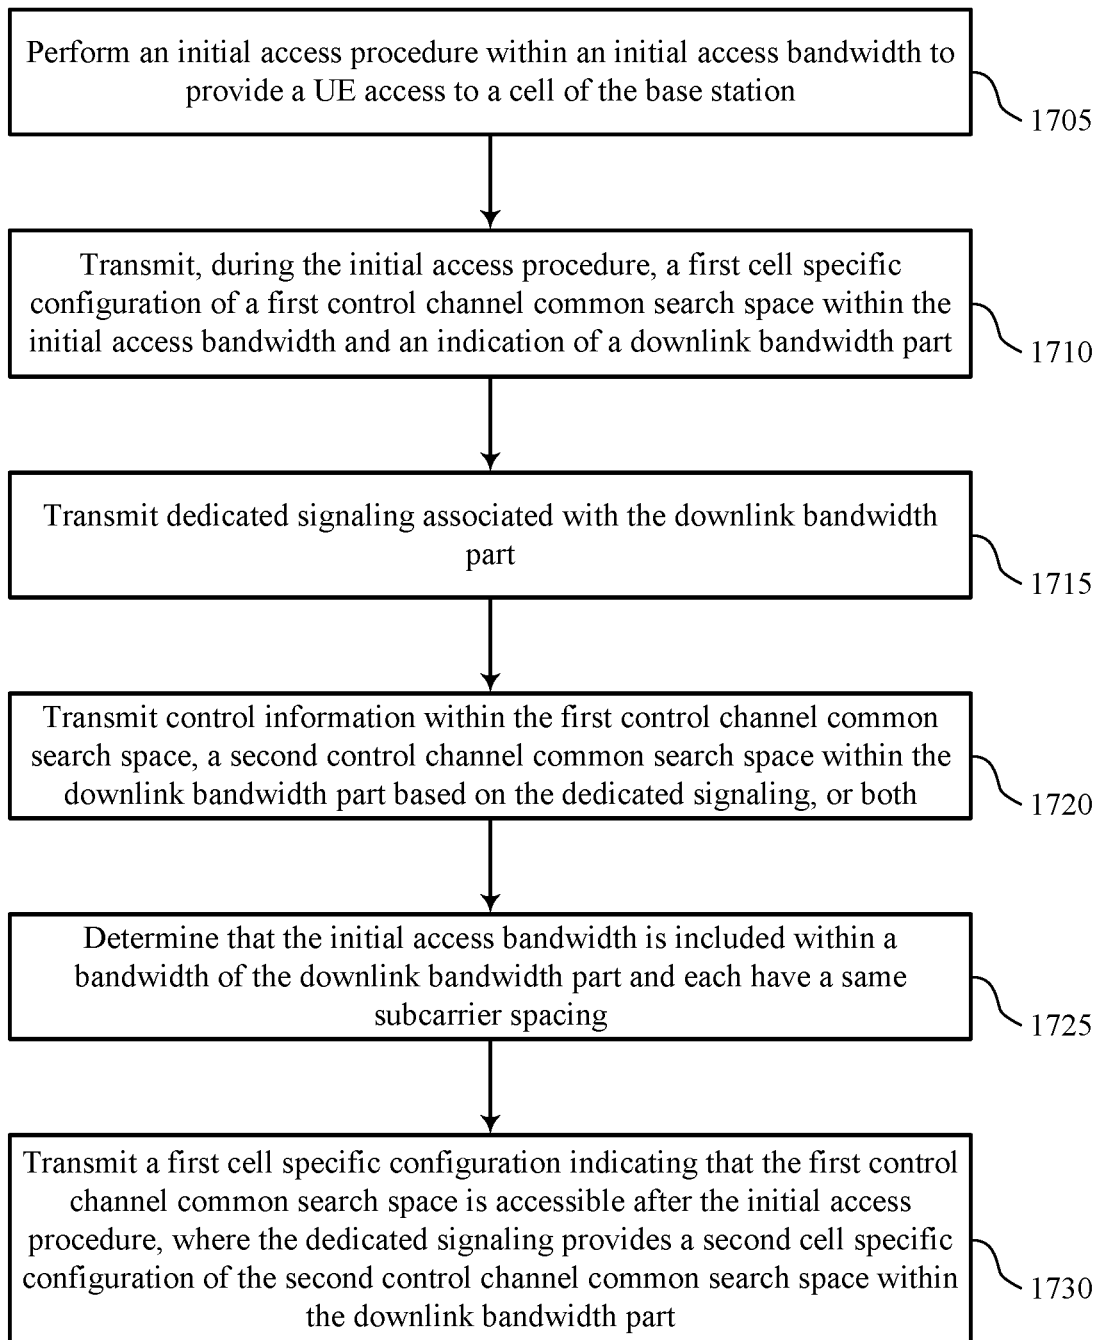 Perform an initial access procedure within an initial access bandwidth to
provide a UE access to a cell of the base station
1705
Transmit, during the initial access procedure, a first cell specific
configuration of a first control channel common search space within the
initial access bandwidth and an indication of a downlink bandwidth part
1710
Transmit dedicated signaling associated with the downlink bandwidth
part
1715
Transmit control information within the first control channel common
search space, a second control channel common search space within the
downlink bandwidth part based on the dedicated signaling, or both
1720
Determine that the initial access bandwidth is included within a
bandwidth of the downlink bandwidth part and each have a same
subcarrier spacing
1725
Transmit a first cell specific configuration indicating that the first control
channel common search space is accessible after the initial access
procedure, where the dedicated signaling provides a second cell specific
configuration of the second control channel common search space within
the downlink bandwidth part
1730